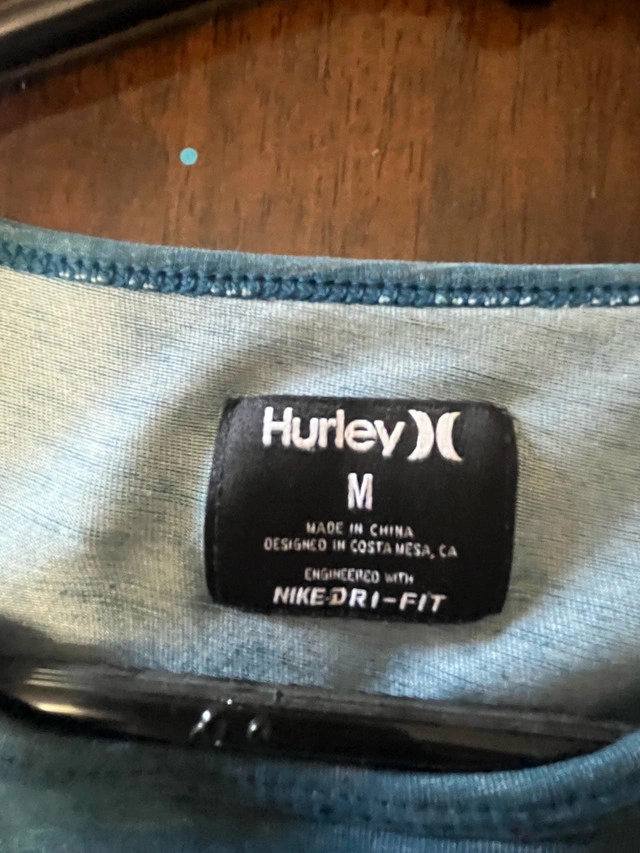 Hurley
M
MADE IN CHINA
DESIGNED IN COSTA MESA, CA
ENGINEERED WITH
NIKE DRI-FIT